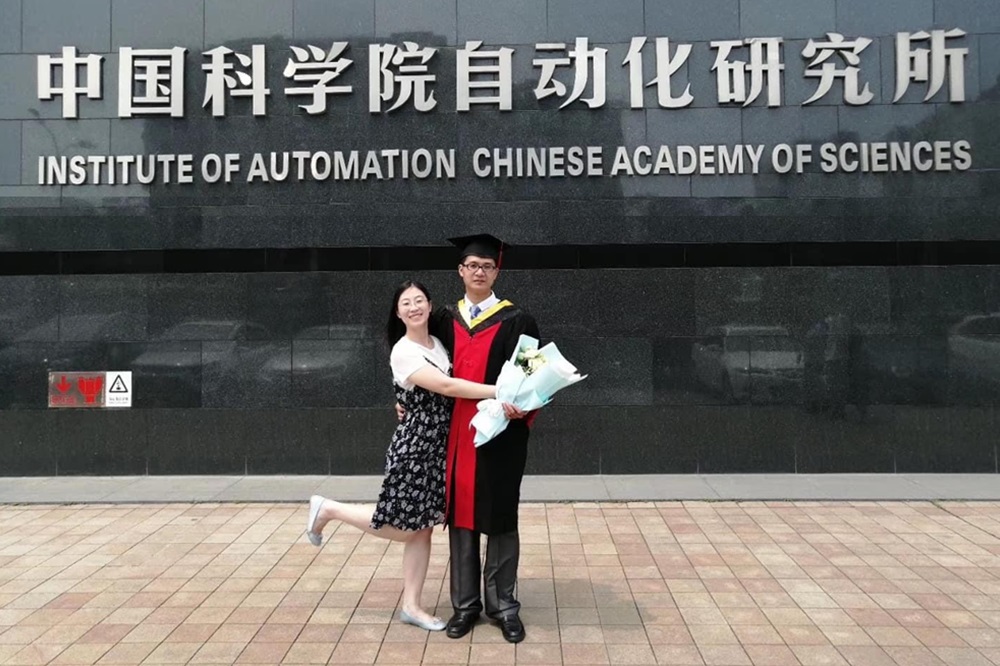 中国科学院自动化研究所
INSTITUTE OF AUTOMATION CHINESE ACADEMY OF SCIENCES